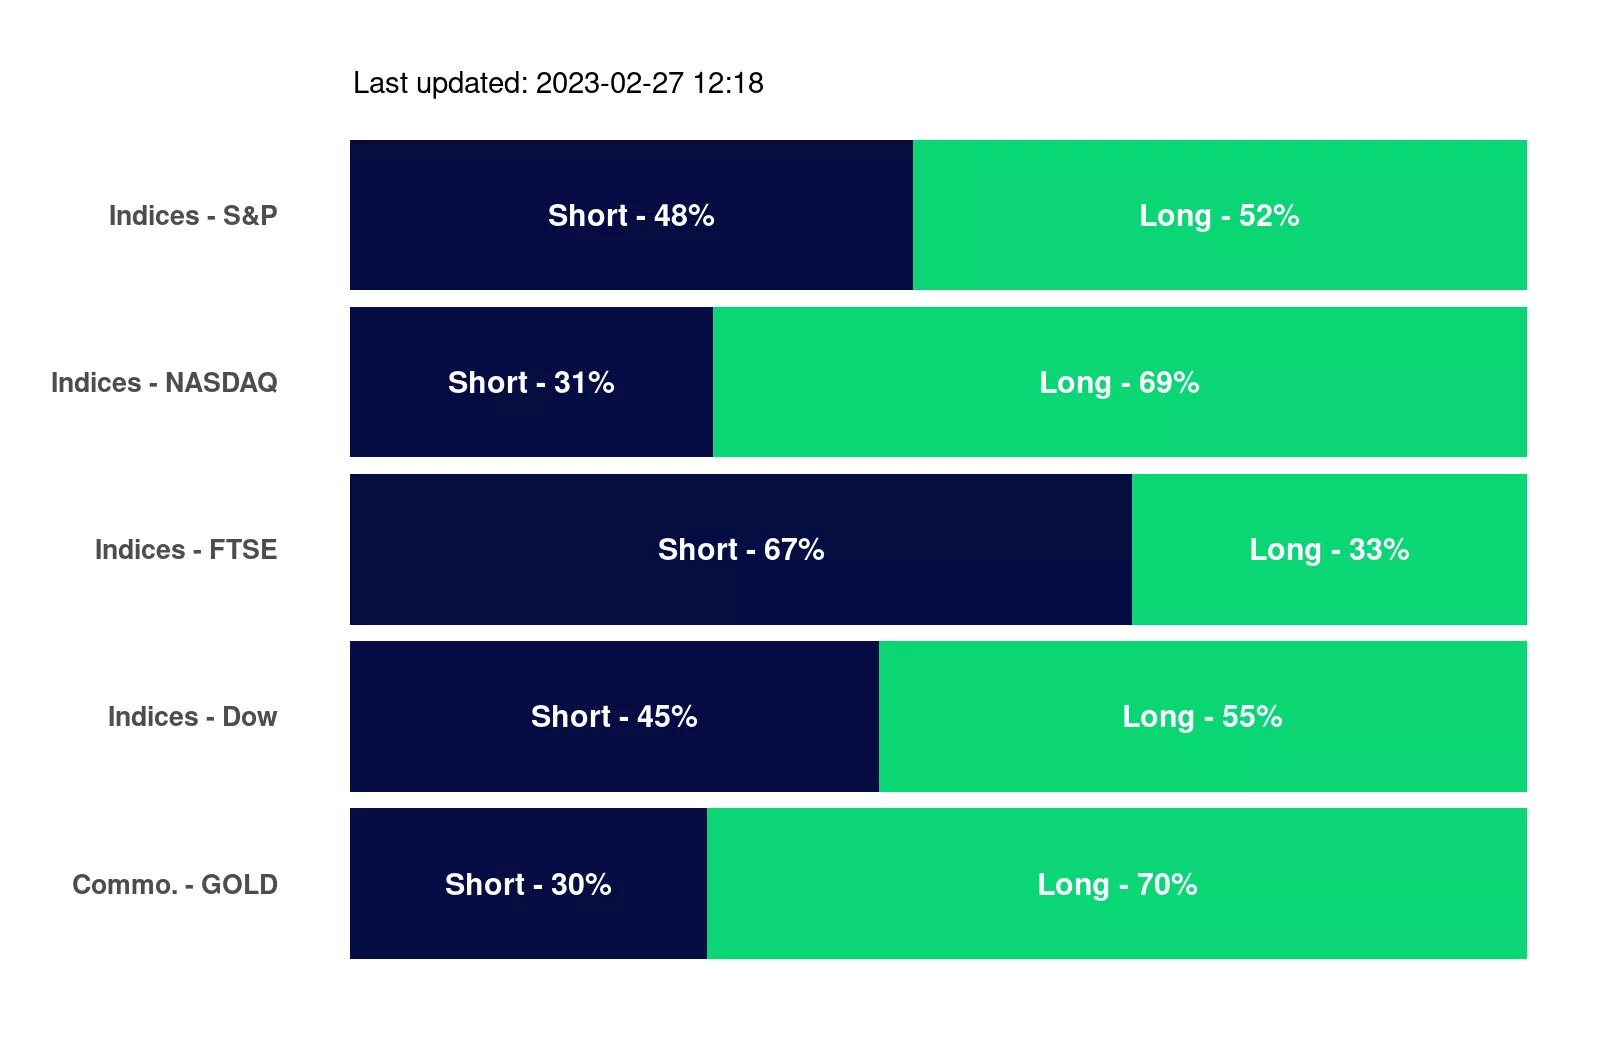 Last updated: 2023-02-27 12:18
Indices - S&P
Short - 48%
Long - 52%
Indices - NASDAQ
Short - 31%
Long - 69%
Indices - FTSE
Short - 67%
Long - 33%
Indices - Dow
Short - 45%
Long - 55%
Commo. - GOLD
Short - 30%
Long - 70%